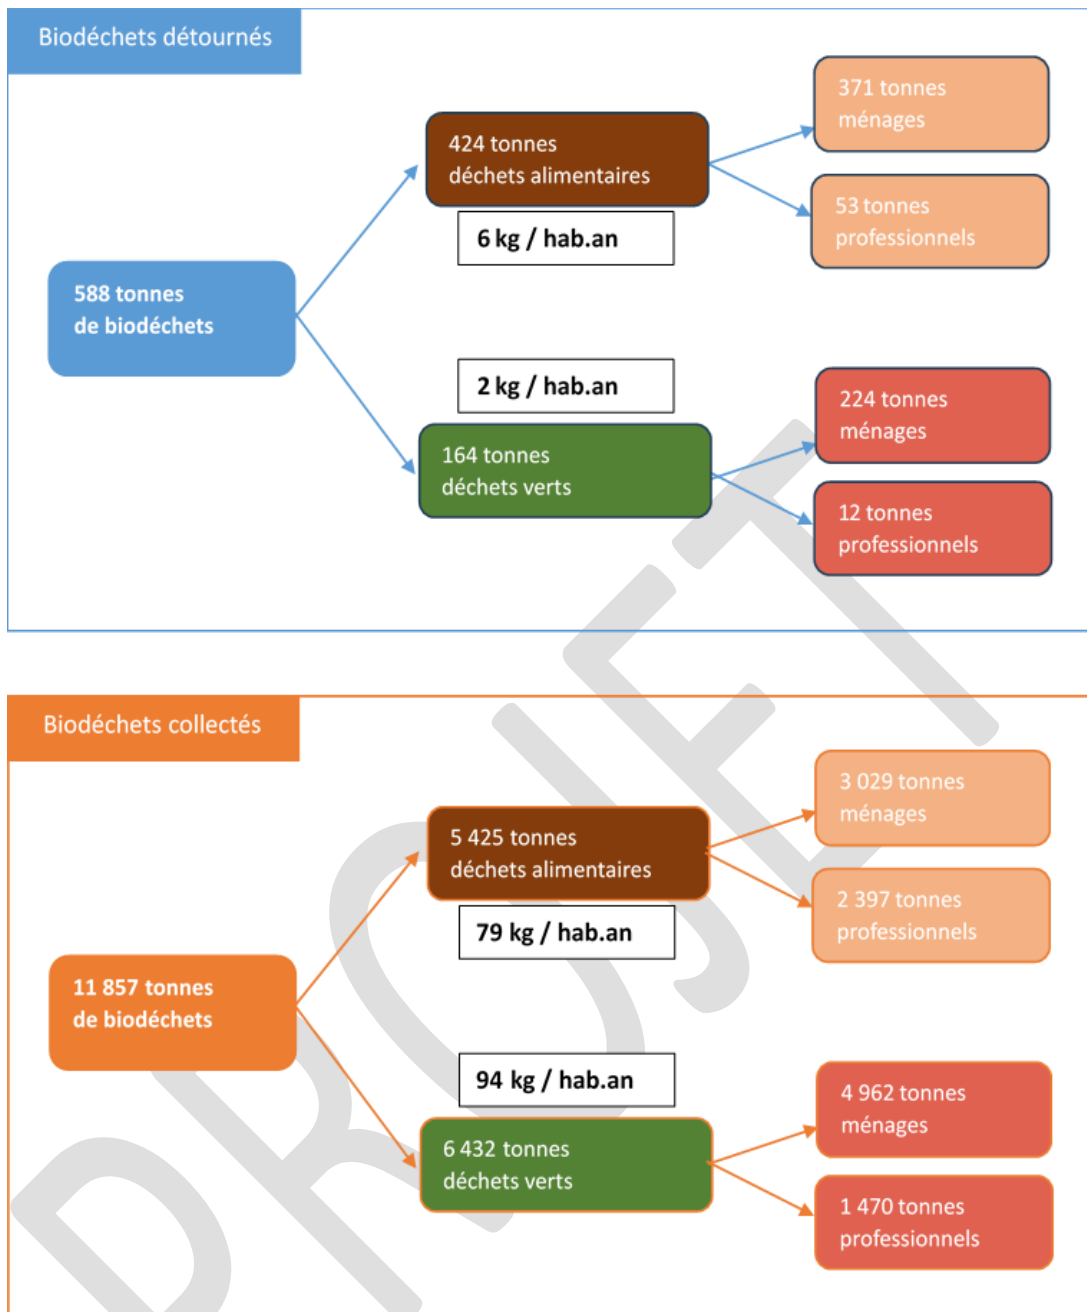 Biodéchets détournés
371 tonnes
ménages
424 tonnes
déchets alimentaires
6 kg / hab.an
53 tonnes
professionnels
588 tonnes
de biodéchets
2 kg / hab.an
224 tonnes
ménages
164 tonnes
déchets verts
12 tonnes
professionnels
Biodéchets collectés
3 029 tonnes
ménages
5 425 tonnes
déchets alimentaires
79 kg / hab.an
2 397 tonnes
professionnels
11 857 tonnes
de biodéchets
94 kg / hab.an
4 962 tonnes
ménages
6 432 tonnes
déchets verts
1 470 tonnes
professionnels
PROJET